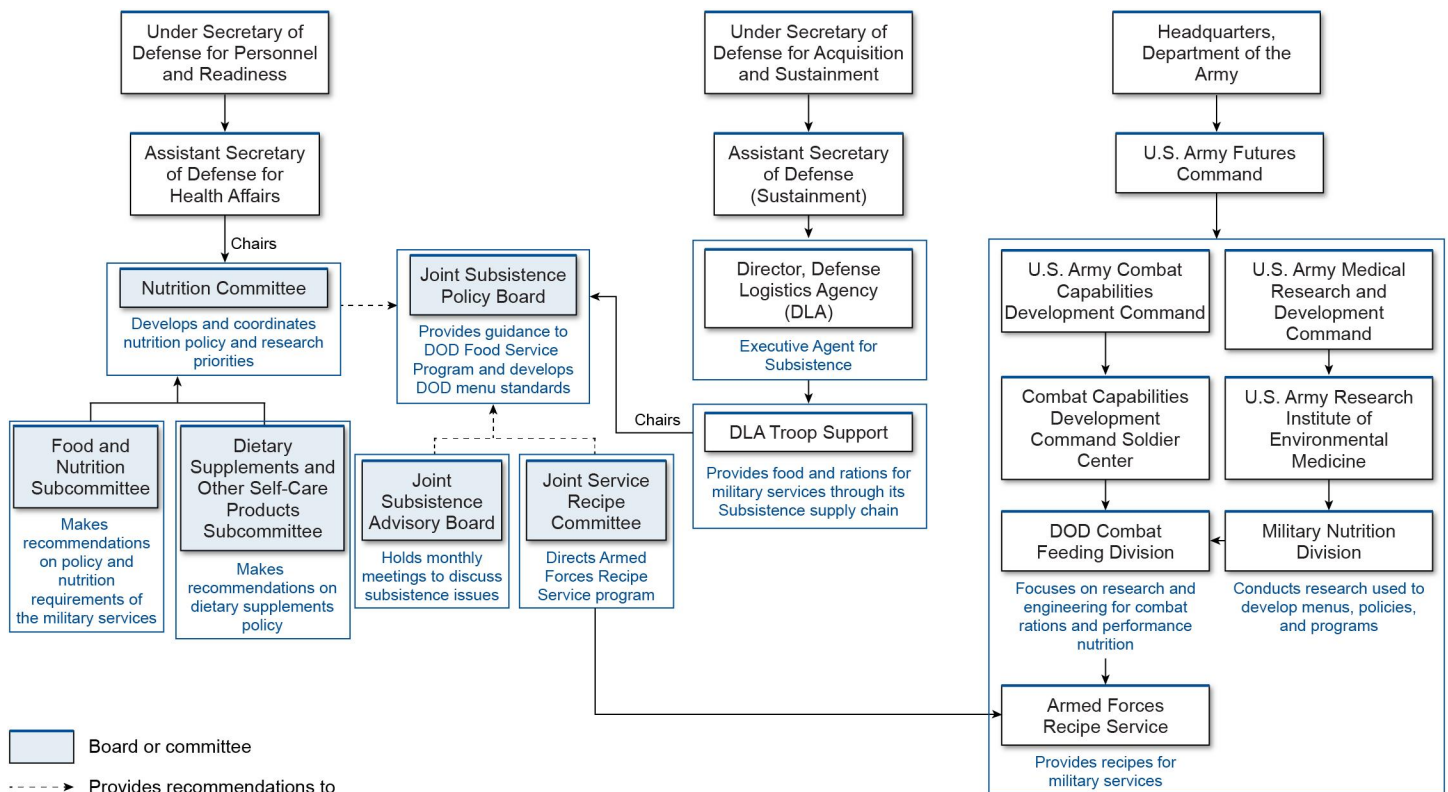 Under Secretary of
Defense for Personnel
and Readiness
Assistant Secretary
of Defense for
Health Affairs
Chairs
Nutrition Committee
Develops and coordinates
nutrition policy and research
priorities
Food and
Nutrition
Subcommittee
Makes
recommendations
on policy and
nutrition
requirements of
the military services
Dietary
Supplements and
Other Self-Care
Products
Subcommittee
Makes
recommendations on
dietary supplements
policy
Joint Subsistence
Policy Board
Provides guidance to
DOD Food Service
Program and develops
DOD menu standards
Joint
Subsistence
Advisory Board
Holds monthly
meetings to discuss
subsistence issues
Joint Service
Recipe
Committee
Directs Armed
Forces Recipe
Service program
Under Secretary of
Defense for Acquisition
and Sustainment
Assistant Secretary
of Defense
(Sustainment)
Director, Defense
Logistics Agency
(DLA)
Executive Agent for
Subsistence
Chairs
DLA Troop Support
Provides food and rations for
military services through its
Subsistence supply chain
Headquarters,
Department of the
Army
U.S. Army Futures
Command
U.S. Army Combat
Capabilities
Development Command
Combat Capabilities
Development
Command Soldier
Center
DOD Combat
Feeding Division
Focuses on research and
engineering for combat
rations and performance
nutrition
Armed Forces
Recipe Service
Provides recipes for
military services
U.S. Army Medical
Research and
Development
Command
U.S. Army Research
Institute of
Environmental
Medicine
Military Nutrition
Division
Conducts research used to
develop menus, policies,
and programs
Board or committee
Provides recommendations to